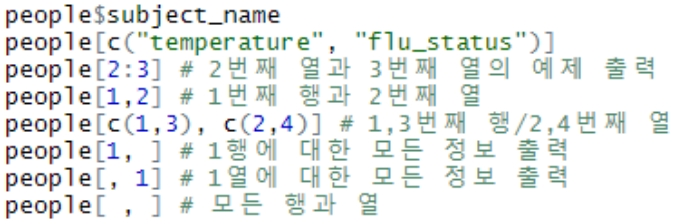 people$subject_name
people[c("temperature", "flu_status")]
people[2:3] # 2번째 열과 3번째 열의 예제 출력
people[1,2] # 1번째 행과 2번째 열
people[c(1,3), c(2,4)] # 1,3번째 행/2,4번째 열
people[1, ] # 1행에 대한 모든 정보 출력
people[, 1] # 1열에 대한 모든 정보 출력
people[ , ] # 모든 행과 열